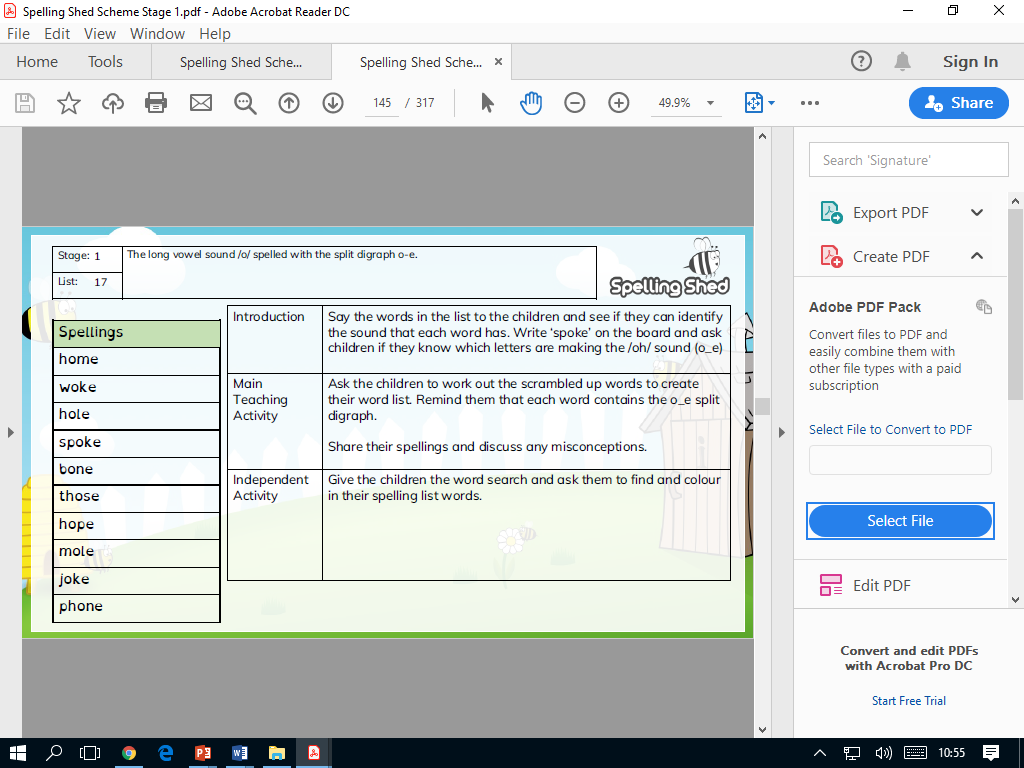 Spelling Shed Scheme Stage 1.pdf - Adobe Acrobat Reader DC
File Edit View Window Help
Home Tools Spelling Shed Sche... Spelling Shed Sche... × Sign In
145 / 317 49.9% Share
Stage: 1 The long vowel sound /o/ spelled with the split digraph o-e.
List: 17
Spelling Shed
Spellings
home
woke
hole
spoke
bone
those
hope
mole
joke
phone
Introduction
Say the words in the list to the children and see if they can identify
the sound that each word has. Write ‘spoke’ on the board and ask
children if they know which letters are making the /oh/ sound (o_e)
Main
Teaching
Activity
Ask the children to work out the scrambled up words to create
their word list. Remind them that each word contains the o_e split
digraph.
Share their spellings and discuss any misconceptions.
Independent
Activity
Give the children the word search and ask them to find and colour
in their spelling list words.
Search 'Signature'
Export PDF
Create PDF
Adobe PDF Pack
Convert files to PDF and
easily combine them with
other file types with a paid
subscription
Select File to Convert to PDF
Select File
Edit PDF
Convert and edit PDFs
with Acrobat Pro DC
Start Free Trial
10:55